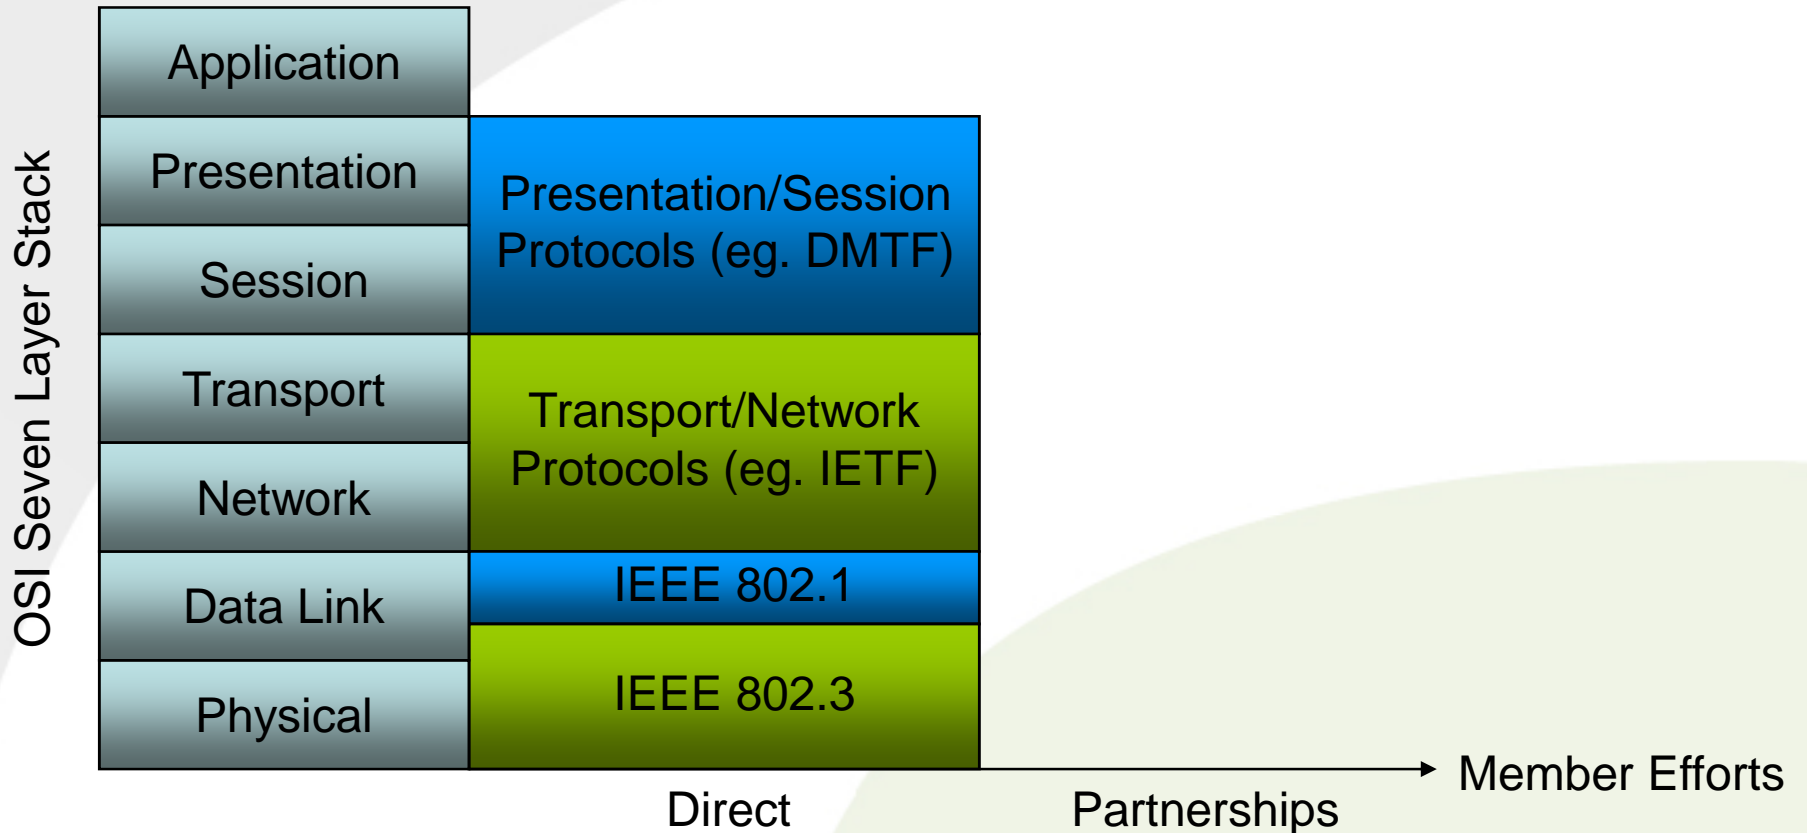 OSI Seven Layer Stack
Application
Presentation
Session
Transport
Network
Data Link
Physical
Presentation/Session
Protocols (eg. DMTF)
Transport/Network
Protocols (eg. IETF)
IEEE 802.1
IEEE 802.3
Direct
Partnerships
Member Efforts